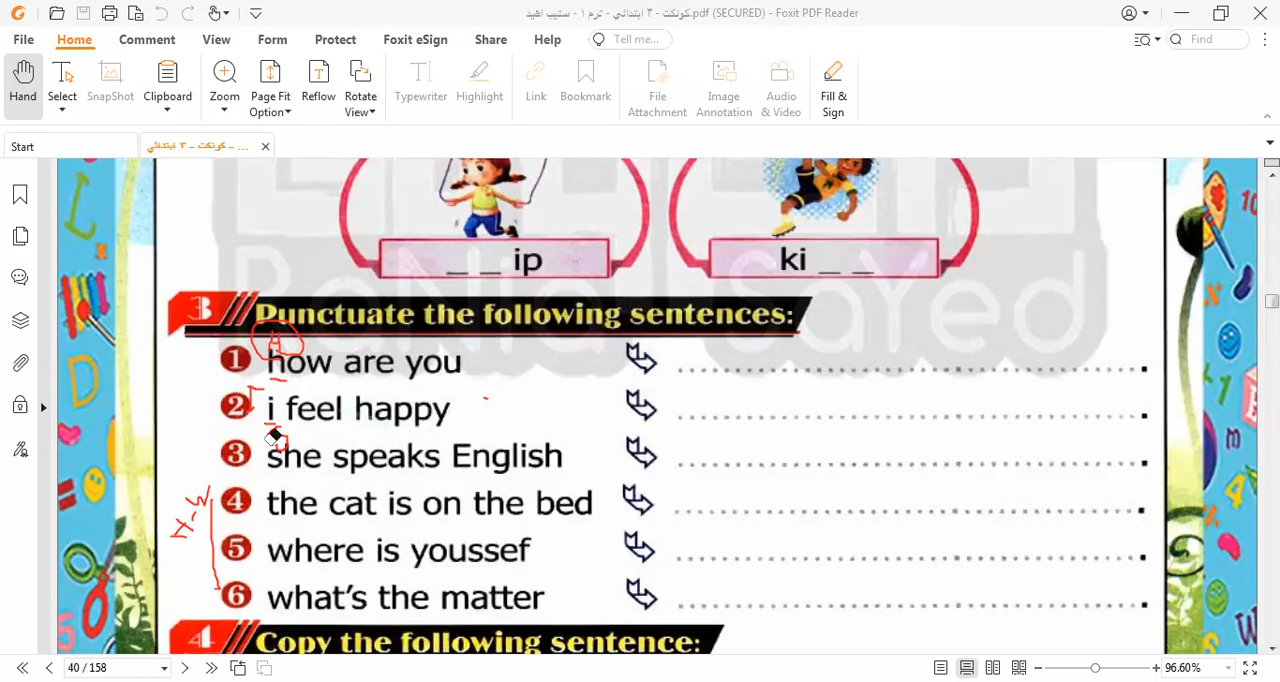 كونكت - ٣ ابتدائي - ترم ١ - ستيب اهيد.pdf (SECURED) - Foxit PDF Reader
File Home Comment View Form Protect Foxit eSign Share Help Tell me... Find
Hand Select SnapShot Clipboard Zoom Page Fit Option Reflow Rotate View Typewriter Highlight Link Bookmark File Attachment Image Annotation Audio & Video Fill & Sign
Start كونكت - ٣ ابتدائي - ...
_ _ ip ki _ _
BaNia SaYed
3 Punctuate the following sentences:
H
1 how are you
2 i feel happy
3 she speaks English
4 the cat is on the bed
H-W
5 where is youssef
6 what's the matter
4 Copy the following sentence:
40 / 158 96.60%